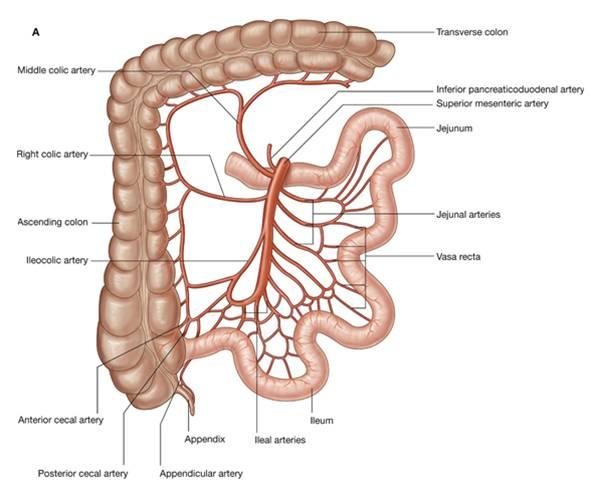 A
Transverse colon
Middle colic artery
Inferior pancreaticoduodenal artery
Superior mesenteric artery
Jejunum
Right colic artery
Jejunal arteries
Ascending colon
Vasa recta
Ileocolic artery
Anterior cecal artery
Ileum
Appendix
Ileal arteries
Posterior cecal artery
Appendicular artery